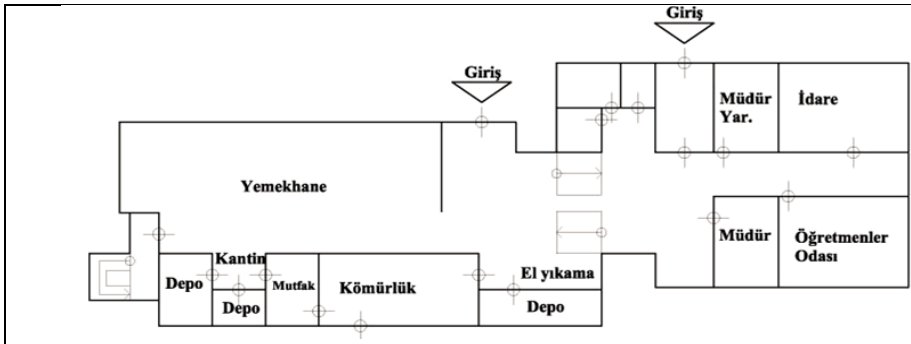 Giriş
Giriş
Müdür
Yar.
İdare
Yemekhane
Müdür
Öğretmenler
Odası
Kantin
Depo
Depo
Mutfak
Kömürlük
El yıkama
Depo